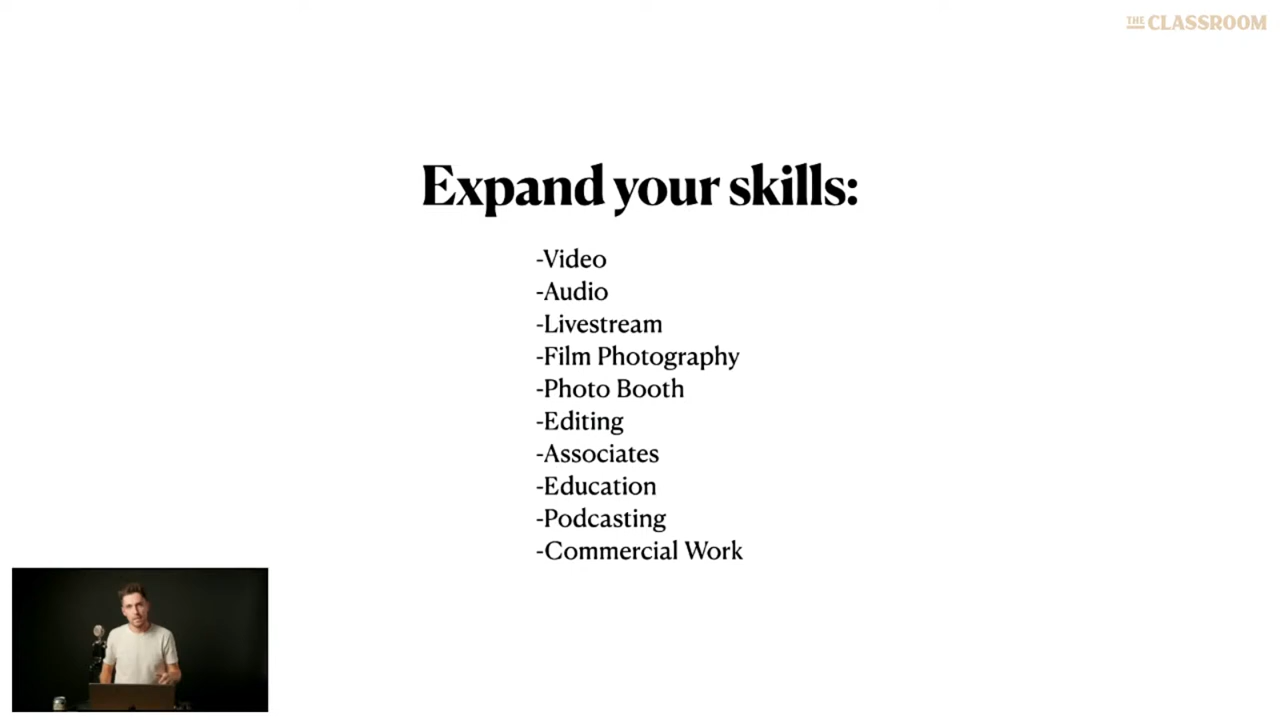 THE CLASSROOM
Expand your skills:
-Video
-Audio
-Livestream
-Film Photography
-Photo Booth
-Editing
-Associates
-Education
-Podcasting
-Commercial Work